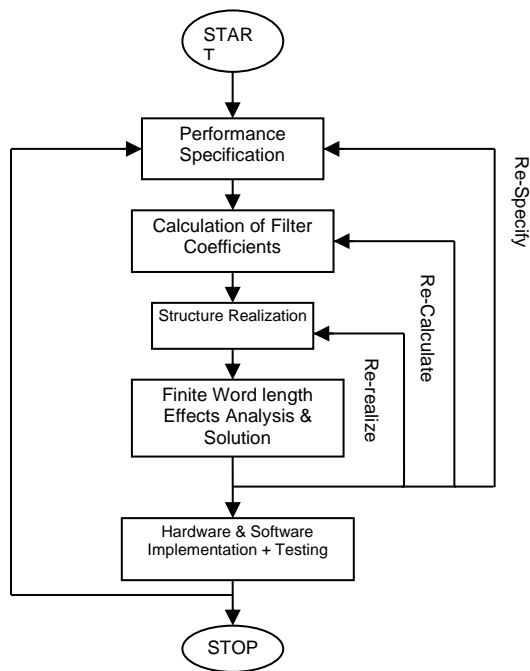 STAR
T
Performance
Specification
Calculation of Filter
Coefficients
Structure Realization
Finite Word length
Effects Analysis &
Solution
Hardware & Software
Implementation + Testing
STOP
Re-realize
Re-Calculate
Re-Specify